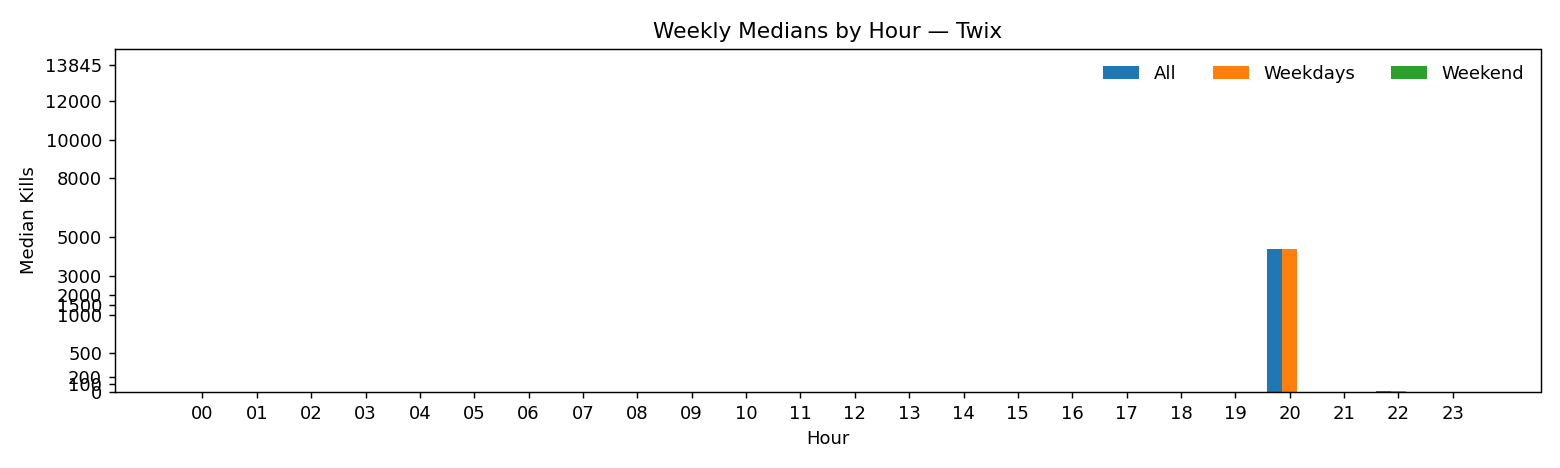 Weekly Medians by Hour — Twix
All Weekdays Weekend
Median Kills
13845
12000
10000
8000
5000
3000
2000
1500
1000
500
200
100
0
00 01 02 03 04 05 06 07 08 09 10 11 12 13 14 15 16 17 18 19 20 21 22 23
Hour